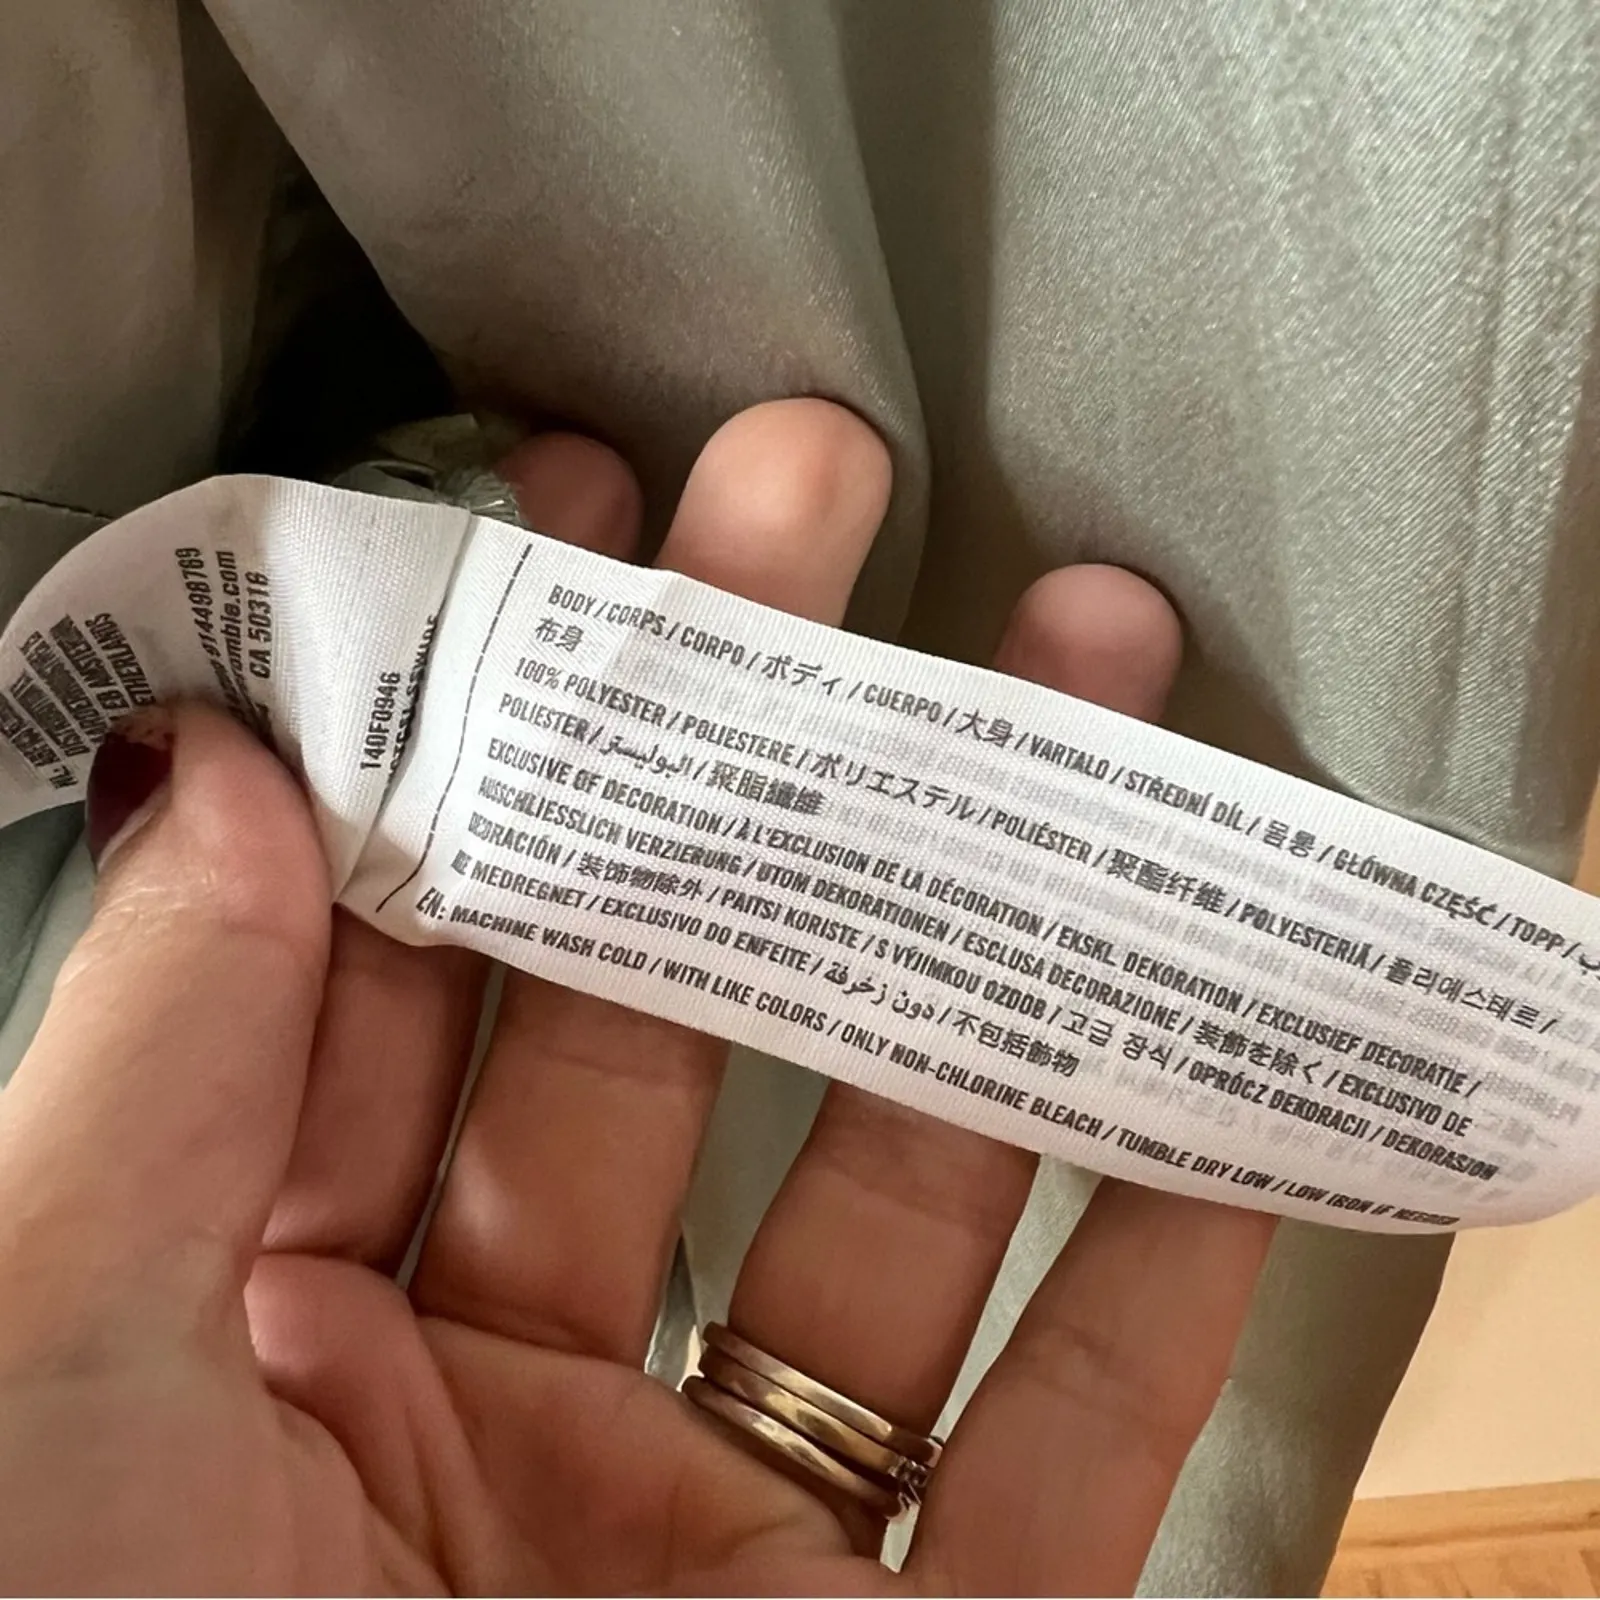 BODY / CORPS / CORPO / ボディ / CUERPO / 大身 / VARTALO / STŘEDNÍ DÍL / 몸통 / GŁÓWNA CZĘŚĆ / TOPP /
布身
100% POLYESTER / POLIESTERE / ポリエステル / POLIÉSTER / 聚酯纤维 / POLYESTERIÄ / 폴리에스테르 /
POLIESTER / البوليستر / 聚脂纖維
EXCLUSIVE OF DECORATION / À L'EXCLUSION DE LA DÉCORATION / EKSKL. DEKORATION / EXCLUSIEF DECORATIE /
AUSSCHLIESSLICH VERZIERUNG / UTOM DEKORATIONEN / ESCLUSA DECORAZIONE / 装飾を除く / EXCLUSIVO DE
DECORACIÓN / 装饰物除外 / PAITSI KORISTE / S VÝJIMKOU OZDOB / 고급 장식 / OPRÓCZ DEKORACJI / DEKORASJON
MEDREGNET / EXCLUSIVO DO ENFEITE / دون زخرفة / 不包括飾物
EN: MACHINE WASH COLD / WITH LIKE COLORS / ONLY NON-CHLORINE BLEACH / TUMBLE DRY LOW / LOW IRON IF NEEDED
140F0946
CA 50316